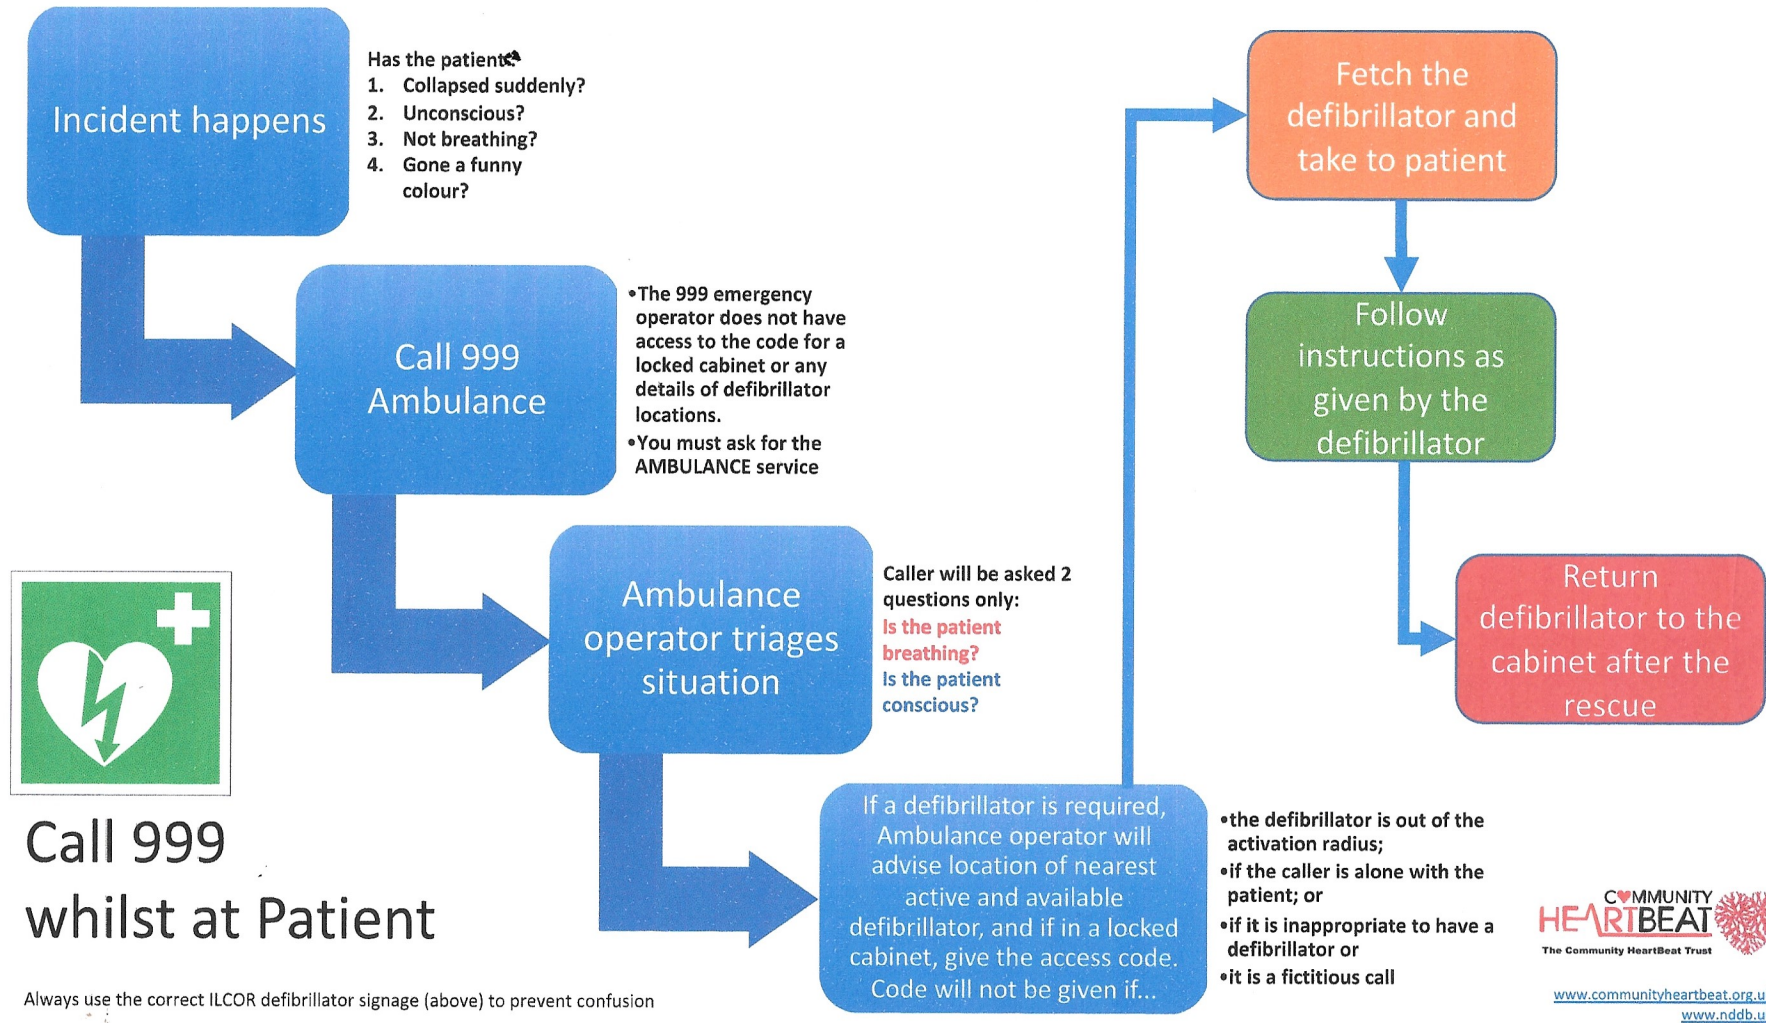 Incident happens
Has the patient:
1. Collapsed suddenly?
2. Unconscious?
3. Not breathing?
4. Gone a funny
colour?
Call 999
Ambulance
•The 999 emergency
operator does not have
access to the code for a
locked cabinet or any
details of defibrillator
locations.
•You must ask for the
AMBULANCE service
Ambulance
operator triages
situation
Caller will be asked 2
questions only:
Is the patient
breathing?
Is the patient
conscious?
If a defibrillator is required,
Ambulance operator will
advise location of nearest
active and available
defibrillator, and if in a locked
cabinet, give the access code.
Code will not be given if...
•the defibrillator is out of the
activation radius;
•if the caller is alone with the
patient; or
•if it is inappropriate to have a
defibrillator or
•it is a fictitious call
Fetch the
defibrillator and
take to patient
Follow
instructions as
given by the
defibrillator
Return
defibrillator to the
cabinet after the
rescue
Call 999
whilst at Patient
Always use the correct ILCOR defibrillator signage (above) to prevent confusion
COMMUNITY
HEARTBEAT
The Community HeartBeat Trust
www.communityheartbeat.org.u
www.nddb.u